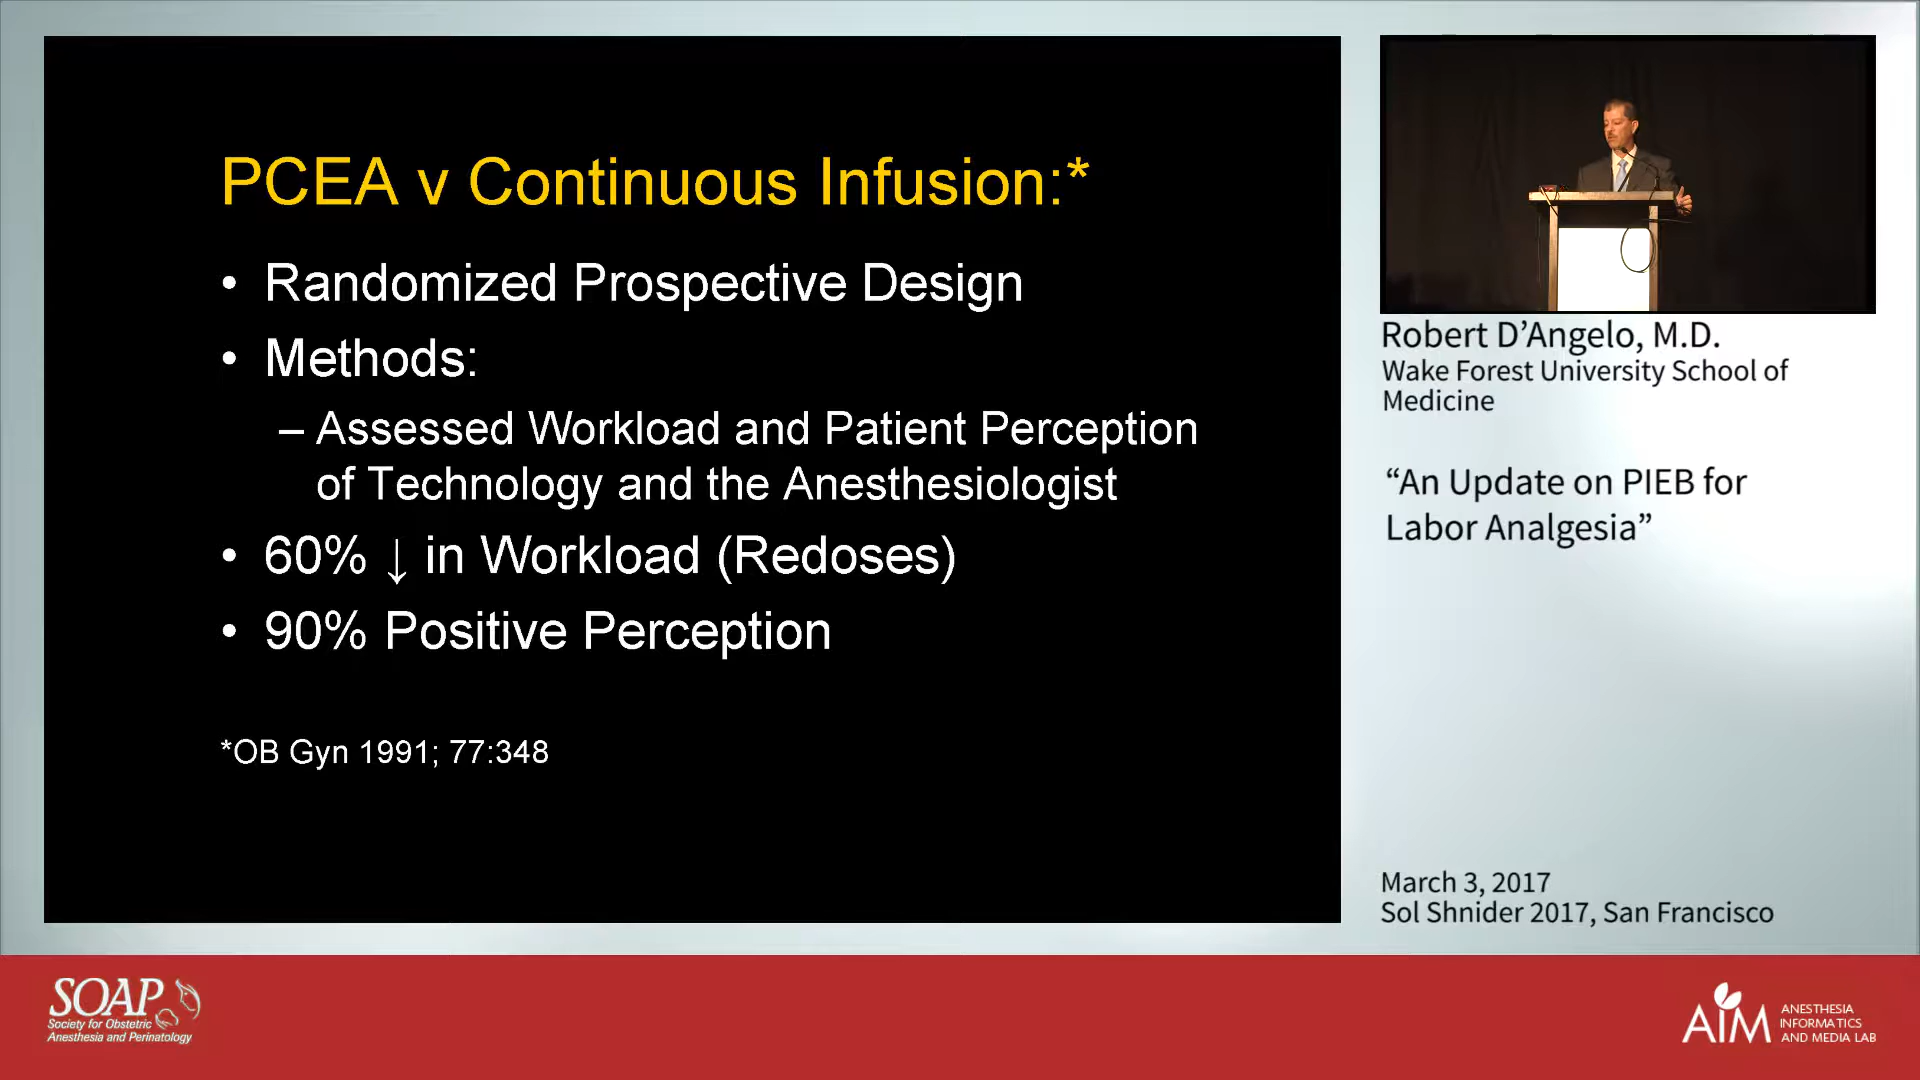 PCEA v Continuous Infusion:*
• Randomized Prospective Design
• Methods:
– Assessed Workload and Patient Perception
of Technology and the Anesthesiologist
• 60% ↓ in Workload (Redoses)
• 90% Positive Perception
*OB Gyn 1991; 77:348
Robert D’Angelo, M.D.
Wake Forest University School of
Medicine
“An Update on PIEB for
Labor Analgesia”
March 3, 2017
Sol Shnider 2017, San Francisco
SOAP
Society for Obstetric
Anesthesia and Perinatology
AIM
ANESTHESIA
INFORMATICS
AND MEDIA LAB